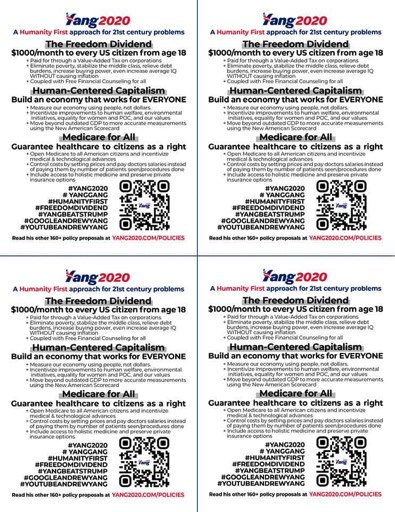 Yang2020
A Humanity First approach for 21st century problems
The Freedom Dividend
$1000/month to every US citizen from age 18
• Paid for through a Value-Added Tax on corporations
• Eliminate poverty, stabilize the middle class, relieve debt
burdens, increase buying power, even increase average IQ
WITHOUT causing inflation
• Coupled with Free Financial Counseling for all
Human-Centered Capitalism
Build an economy that works for EVERYONE
• Measure our economy using people, not dollars
• Incentivize improvements to human welfare, environmental
initiatives, equality for women and POC, and our values
• Move beyond outdated GDP to more accurate measurements
using the New American Scorecard
Medicare for All
Guarantee healthcare to citizens as a right
• Open Medicare to all American citizens and incentivize
medical & technological advances
• Control costs by setting prices and pay doctors salaries instead
of paying them by number of patients seen/procedures done
• Include access to holistic medicine and preserve private
insurance options
#YANG2020
# YANGGANG
#HUMANITYFIRST
#FREEDOMDIVIDEND
#YANGBEATSTRUMP
#GOOGLEANDREWYANG
#YOUTUBEANDREWYANG
Read his other 160+ policy proposals at YANG2020.COM/POLICIES
Yang2020
A Humanity First approach for 21st century problems
The Freedom Dividend
$1000/month to every US citizen from age 18
• Paid for through a Value-Added Tax on corporations
• Eliminate poverty, stabilize the middle class, relieve debt
burdens, increase buying power, even increase average IQ
WITHOUT causing inflation
• Coupled with Free Financial Counseling for all
Human-Centered Capitalism
Build an economy that works for EVERYONE
• Measure our economy using people, not dollars
• Incentivize improvements to human welfare, environmental
initiatives, equality for women and POC, and our values
• Move beyond outdated GDP to more accurate measurements
using the New American Scorecard
Medicare for All
Guarantee healthcare to citizens as a right
• Open Medicare to all American citizens and incentivize
medical & technological advances
• Control costs by setting prices and pay doctors salaries instead
of paying them by number of patients seen/procedures done
• Include access to holistic medicine and preserve private
insurance options
#YANG2020
# YANGGANG
#HUMANITYFIRST
#FREEDOMDIVIDEND
#YANGBEATSTRUMP
#GOOGLEANDREWYANG
#YOUTUBEANDREWYANG
Read his other 160+ policy proposals at YANG2020.COM/POLICIES
Yang2020
A Humanity First approach for 21st century problems
The Freedom Dividend
$1000/month to every US citizen from age 18
• Paid for through a Value-Added Tax on corporations
• Eliminate poverty, stabilize the middle class, relieve debt
burdens, increase buying power, even increase average IQ
WITHOUT causing inflation
• Coupled with Free Financial Counseling for all
Human-Centered Capitalism
Build an economy that works for EVERYONE
• Measure our economy using people, not dollars
• Incentivize improvements to human welfare, environmental
initiatives, equality for women and POC, and our values
• Move beyond outdated GDP to more accurate measurements
using the New American Scorecard
Medicare for All
Guarantee healthcare to citizens as a right
• Open Medicare to all American citizens and incentivize
medical & technological advances
• Control costs by setting prices and pay doctors salaries instead
of paying them by number of patients seen/procedures done
• Include access to holistic medicine and preserve private
insurance options
#YANG2020
# YANGGANG
#HUMANITYFIRST
#FREEDOMDIVIDEND
#YANGBEATSTRUMP
#GOOGLEANDREWYANG
#YOUTUBEANDREWYANG
Read his other 160+ policy proposals at YANG2020.COM/POLICIES
Yang2020
A Humanity First approach for 21st century problems
The Freedom Dividend
$1000/month to every US citizen from age 18
• Paid for through a Value-Added Tax on corporations
• Eliminate poverty, stabilize the middle class, relieve debt
burdens, increase buying power, even increase average IQ
WITHOUT causing inflation
• Coupled with Free Financial Counseling for all
Human-Centered Capitalism
Build an economy that works for EVERYONE
• Measure our economy using people, not dollars
• Incentivize improvements to human welfare, environmental
initiatives, equality for women and POC, and our values
• Move beyond outdated GDP to more accurate measurements
using the New American Scorecard
Medicare for All
Guarantee healthcare to citizens as a right
• Open Medicare to all American citizens and incentivize
medical & technological advances
• Control costs by setting prices and pay doctors salaries instead
of paying them by number of patients seen/procedures done
• Include access to holistic medicine and preserve private
insurance options
#YANG2020
# YANGGANG
#HUMANITYFIRST
#FREEDOMDIVIDEND
#YANGBEATSTRUMP
#GOOGLEANDREWYANG
#YOUTUBEANDREWYANG
Read his other 160+ policy proposals at YANG2020.COM/POLICIES